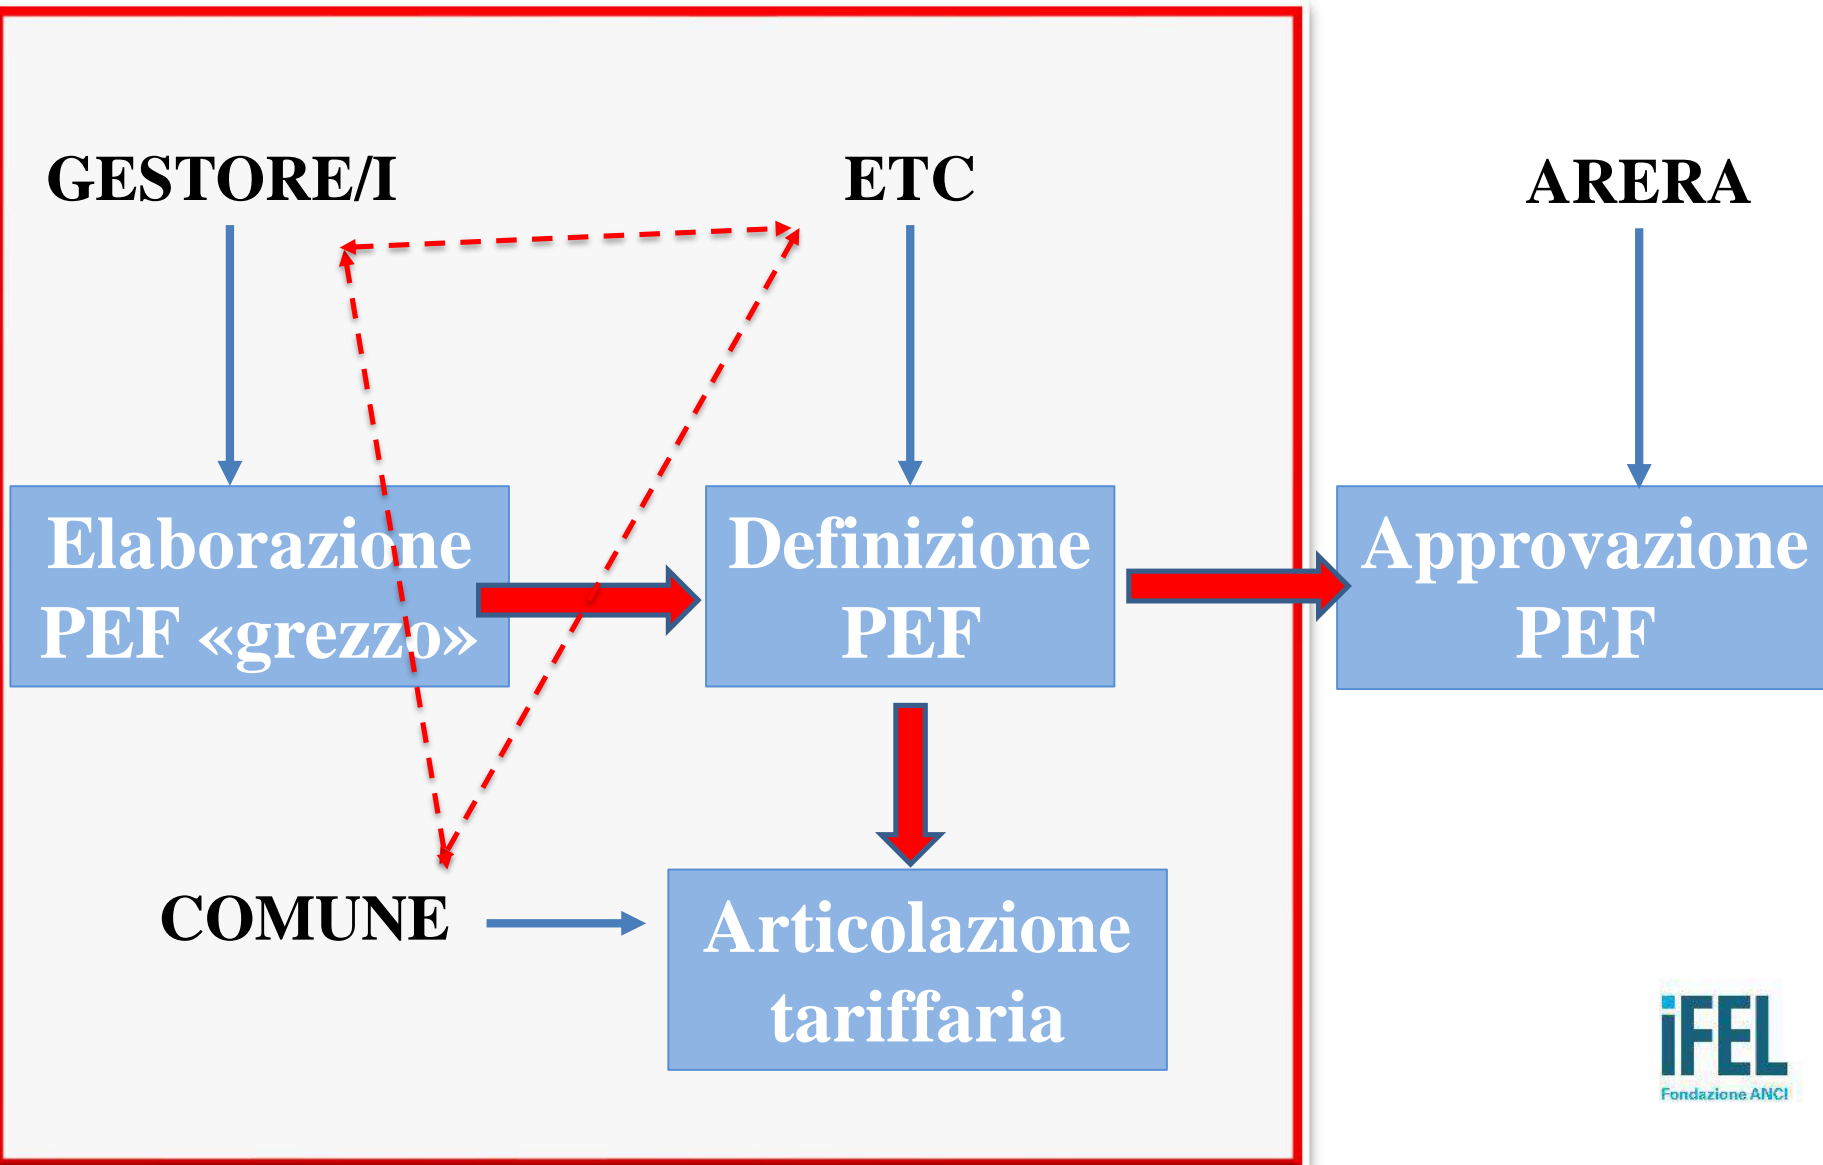 GESTORE/I
ETC
ARERA
Elaborazione
PEF «grezzo»
Definizione
PEF
Approvazione
PEF
COMUNE
Articolazione
tariffaria
iFEL
Fondazione ANCI